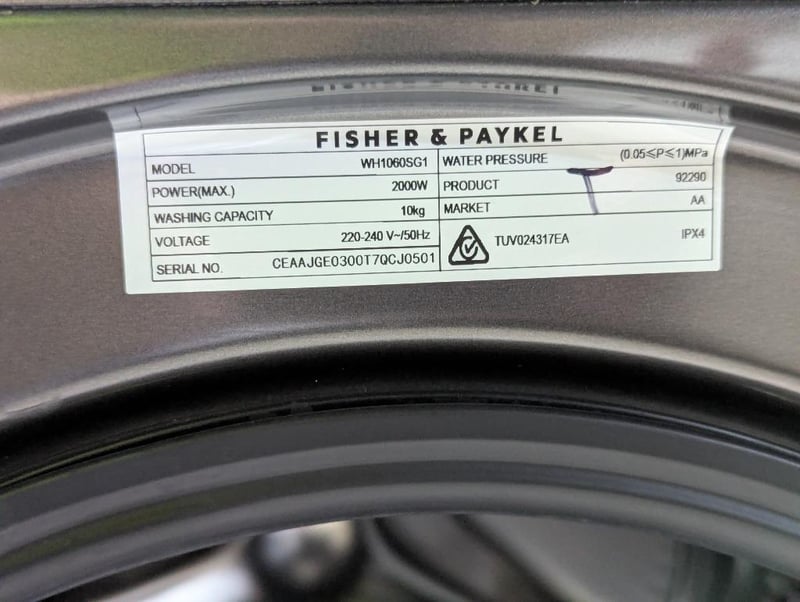 FISHER & PAYKEL
MODEL WH1060SG1
POWER(MAX.) 2000W
WASHING CAPACITY 10kg
VOLTAGE 220-240 V~/50Hz
SERIAL NO. CEAAJGE0300T7QCJ0501
WATER PRESSURE (0.05≤P≤1)MPa
PRODUCT 92290
MARKET AA
TUV024317EA IPX4